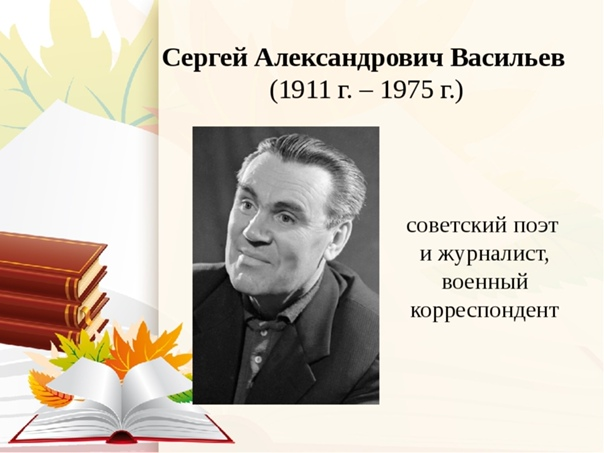 Сергей Александрович Васильев
(1911 г. – 1975 г.)
советский поэт
и журналист,
военный
корреспондент